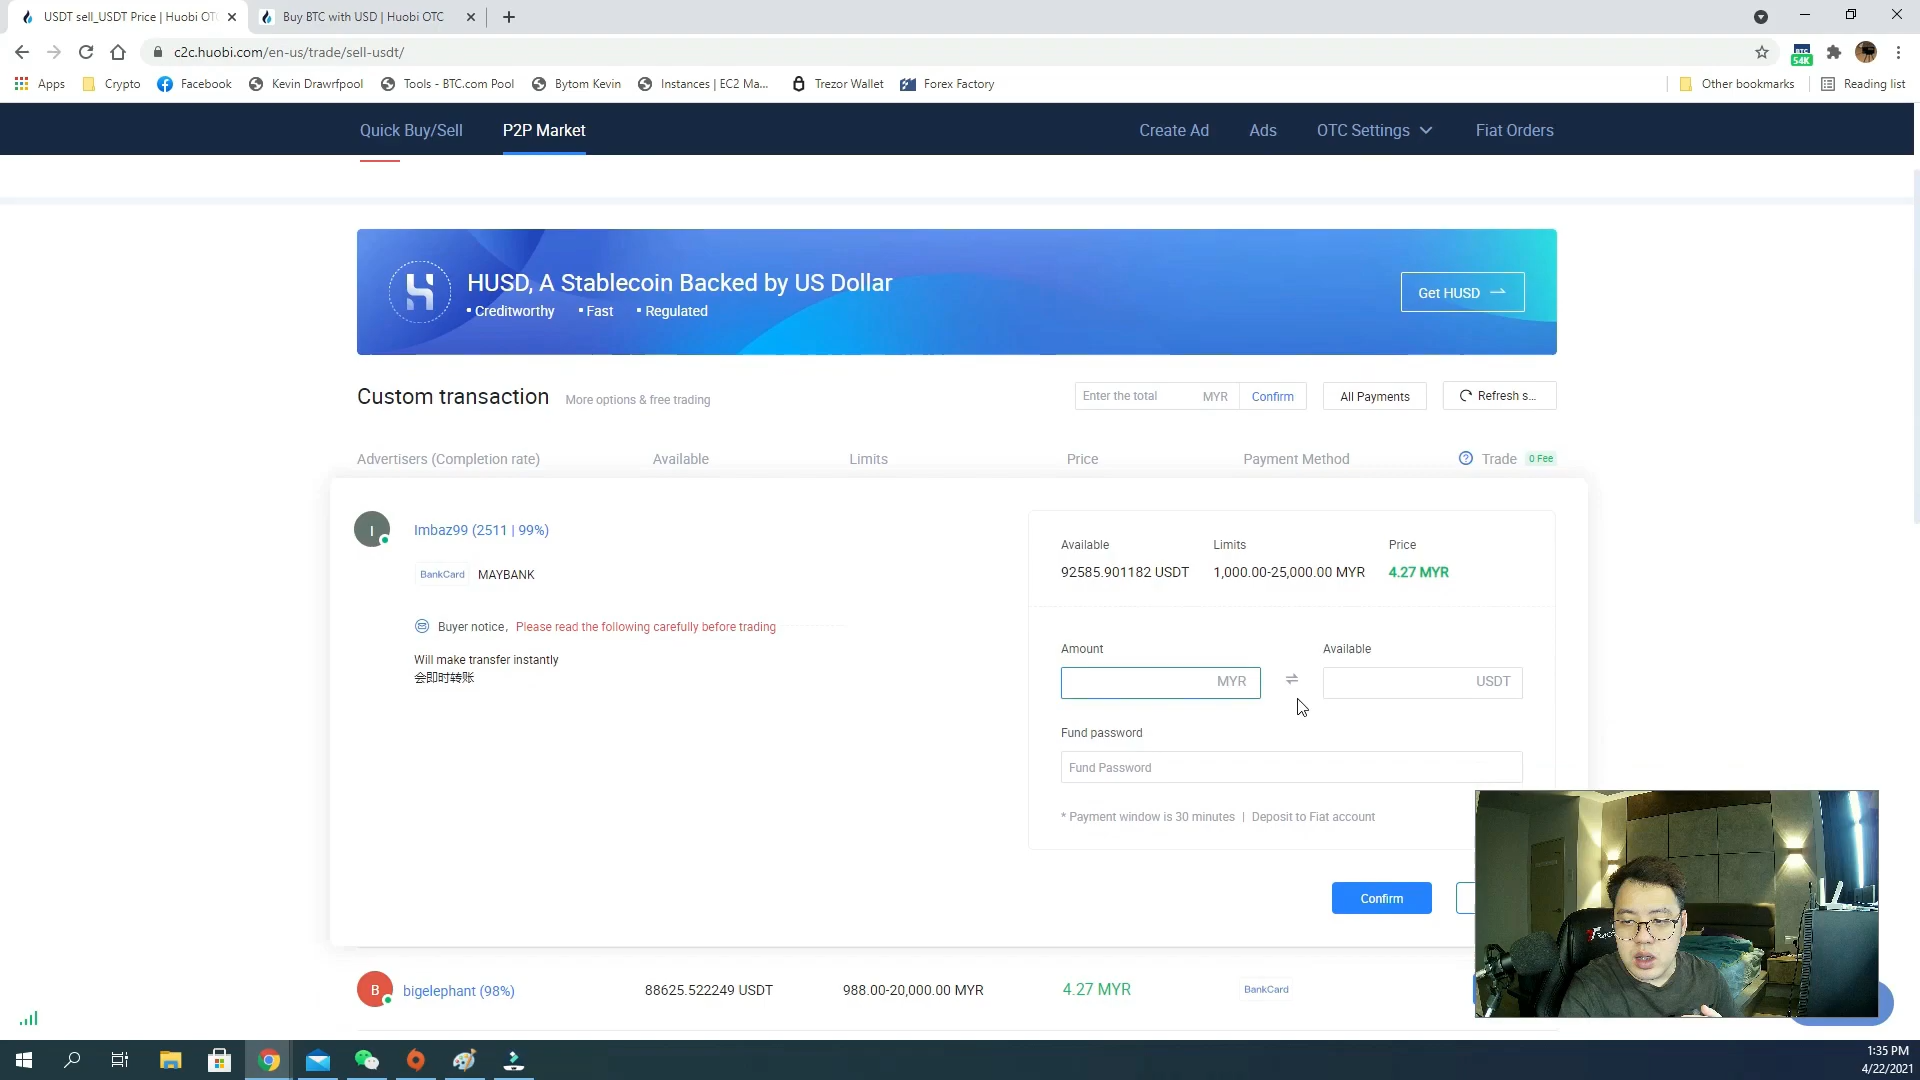 USDT sell_USDT Price | Huobi OTC
Buy BTC with USD | Huobi OTC
c2c.huobi.com/en-us/trade/sell-usdt/
BTC
54K
Apps
Crypto
Facebook
Kevin Drawrfpool
Tools - BTC.com Pool
Bytom Kevin
Instances | EC2 Ma...
Trezor Wallet
Forex Factory
Other bookmarks
Reading list
Quick Buy/Sell
P2P Market
Create Ad
Ads
OTC Settings
Fiat Orders
HUSD, A Stablecoin Backed by US Dollar
• Creditworthy • Fast • Regulated
Get HUSD
Custom transaction
More options & free trading
Enter the total MYR
Confirm
All Payments
Refresh s...
Advertisers (Completion rate)
Available
Limits
Price
Payment Method
Trade
0 Fee
I
Imbaz99 (2511 | 99%)
BankCard MAYBANK
Buyer notice, Please read the following carefully before trading
Will make transfer instantly
会即时转账
Available Limits Price
92585.901182 USDT 1,000.00-25,000.00 MYR 4.27 MYR
Amount Available
MYR USDT
Fund password
Fund Password
* Payment window is 30 minutes | Deposit to Fiat account
Confirm
B
bigelephant (98%)
88625.522249 USDT
988.00-20,000.00 MYR
4.27 MYR
BankCard
1:35 PM
4/22/2021